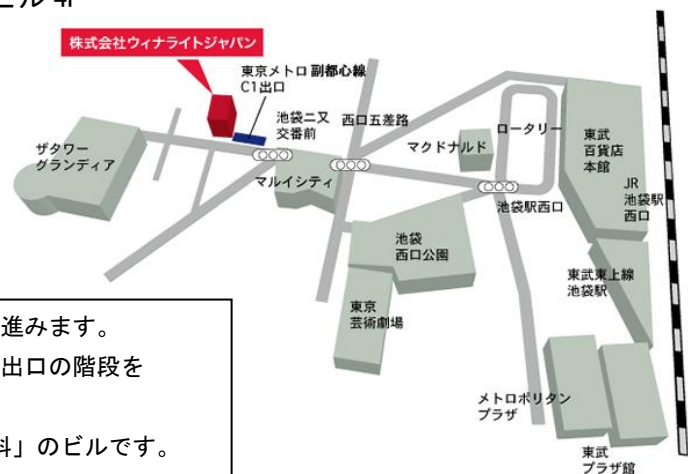 ビル 4F
株式会社ウィナライトジャパン
東京メトロ 副都心線
C1出口
池袋二又
交番前
西口五差路
ザタワー
グランディア
マルイシティ
マクドナルド
ロータリー
東武
百貨店
本館
JR
池袋駅
西口
池袋駅西口
池袋
西口公園
東武東上線
池袋駅
東京
芸術劇場
メトロポリタン
プラザ
東武
プラザ館
進みます。
出口の階段を
料」のビルです。